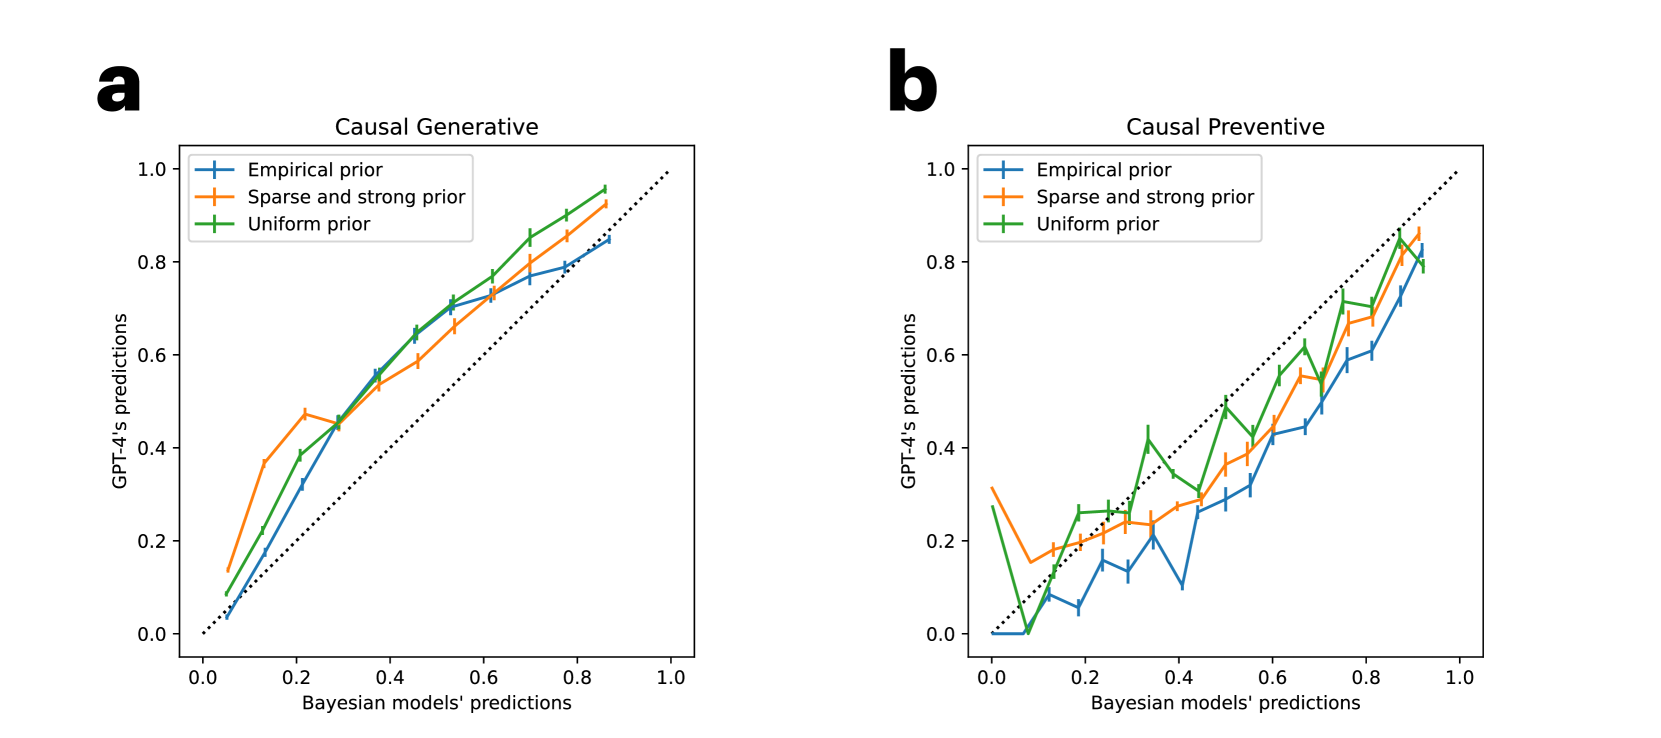 a
Causal Generative
Empirical prior
Sparse and strong prior
Uniform prior
1.0
0.8
0.6
0.4
0.2
0.0
GPT-4's predictions
0.0 0.2 0.4 0.6 0.8 1.0
Bayesian models' predictions
b
Causal Preventive
Empirical prior
Sparse and strong prior
Uniform prior
1.0
0.8
0.6
0.4
0.2
0.0
GPT-4's predictions
0.0 0.2 0.4 0.6 0.8 1.0
Bayesian models' predictions